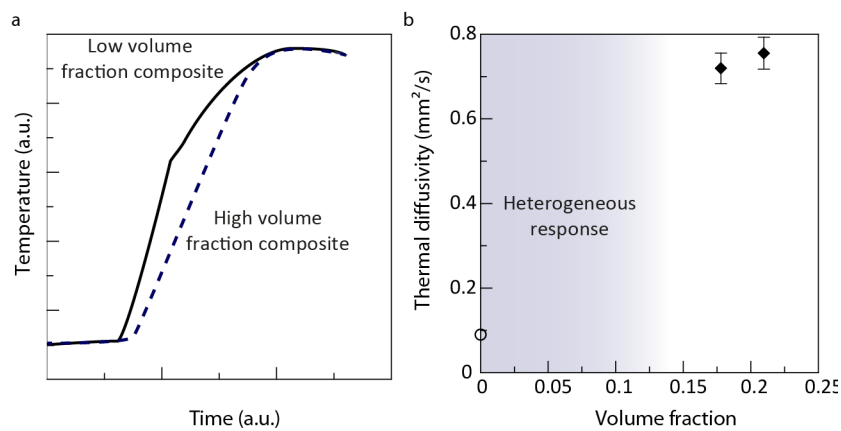 a
Low volume
fraction composite
High volume
fraction composite
Temperature (a.u.)
Time (a.u.)
b
0.8
0.6
0.4
0.2
0
Heterogeneous
response
Thermal diffusivity (mm²/s)
0
0.05
0.1
0.15
0.2
0.25
Volume fraction